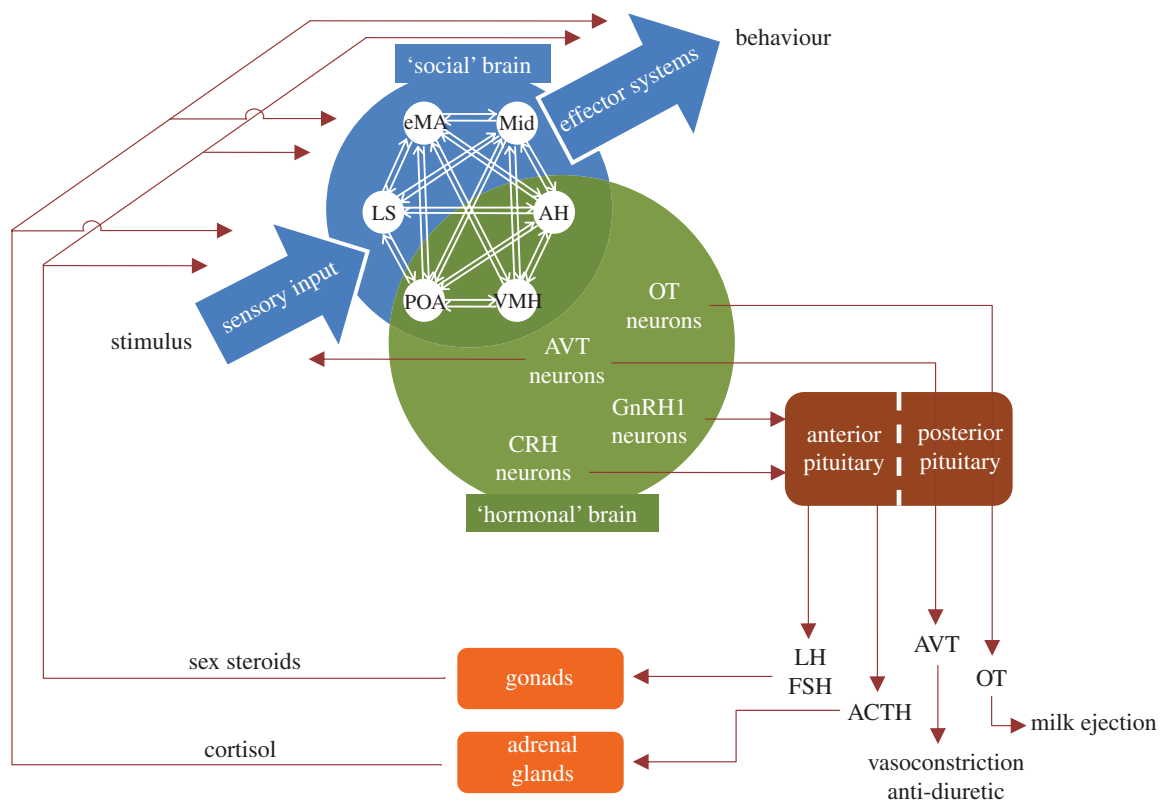 behaviour
‘social’ brain
effector systems
eMA
Mid
LS
AH
sensory input
POA
VMH
stimulus
OT
neurons
AVT
neurons
GnRH1
neurons
CRH
neurons
anterior
pituitary
posterior
pituitary
‘hormonal’ brain
sex steroids
gonads
LH
FSH
AVT
OT
ACTH
milk ejection
cortisol
adrenal
glands
vasoconstriction
anti-diuretic